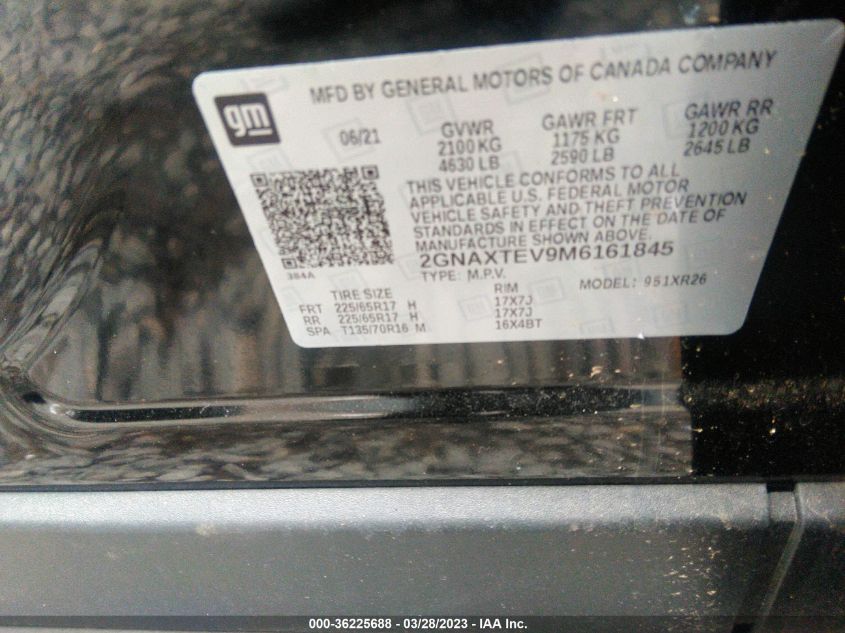 MFD BY GENERAL MOTORS OF CANADA COMPANY
gm
06/21
GVWR GAWR FRT GAWR RR
2100 KG 1175 KG 1200 KG
4630 LB 2590 LB 2645 LB
THIS VEHICLE CONFORMS TO ALL
APPLICABLE U.S. FEDERAL MOTOR
VEHICLE SAFETY AND THEFT PREVENTION
STANDARDS IN EFFECT ON THE DATE OF
MANUFACTURE SHOWN ABOVE.
384A
2GNAXTEV9M6161845
TYPE: M.P.V. MODEL: 951XR26
TIRE SIZE RIM
FRT 225/65R17 H 17X7J
RR 225/65R17 H 17X7J
SPA T135/70R16 M 16X4BT
000-36225688 - 03/28/2023 - IAA Inc.